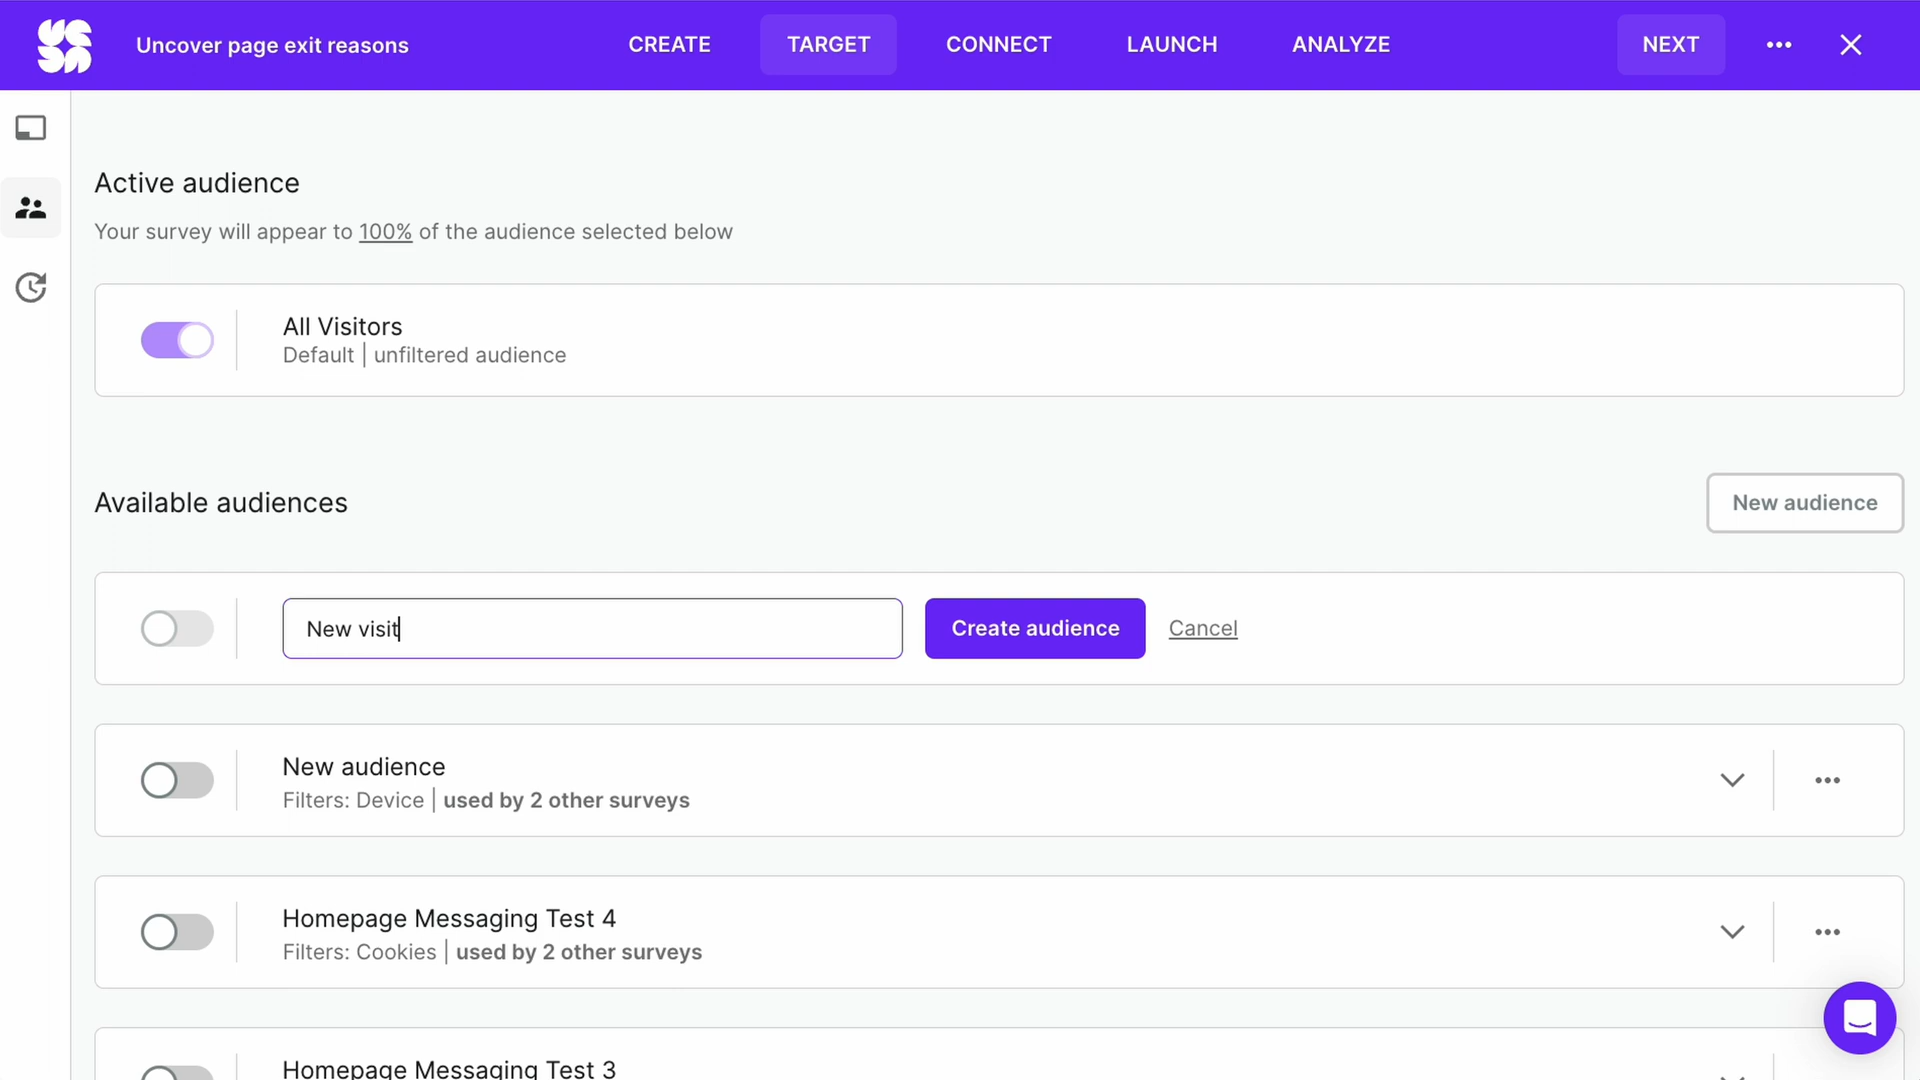 Uncover page exit reasons
CREATE
TARGET
CONNECT
LAUNCH
ANALYZE
NEXT
Active audience
Your survey will appear to 100% of the audience selected below
All Visitors
Default | unfiltered audience
Available audiences
New audience
New visit
Create audience
Cancel
New audience
Filters: Device | used by 2 other surveys
Homepage Messaging Test 4
Filters: Cookies | used by 2 other surveys
Homepage Messaging Test 3